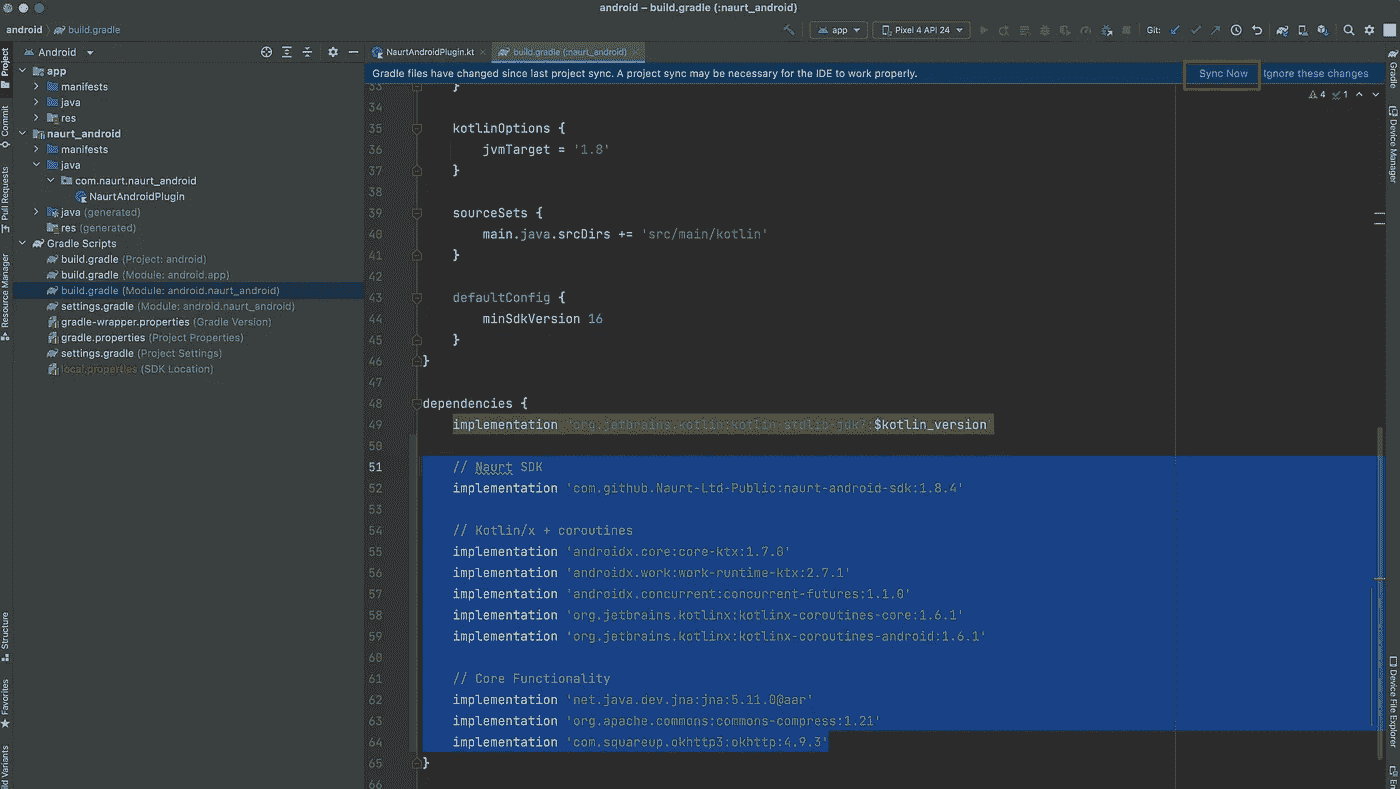 android – build.gradle (:naurt_android)
android build.gradle
app Pixel 4 API 24 Git:
Android
NaurtAndroidPlugin.kt build.gradle (:naurt_android)
Gradle files have changed since last project sync. A project sync may be necessary for the IDE to work properly. Sync Now Ignore these changes
4 1
Project
Commit
Pull Requests
Resource Manager
Structure
Favorites
ild Variants
app
manifests
java
res
naurt_android
manifests
java
com.naurt.naurt_android
NaurtAndroidPlugin
java (generated)
res (generated)
Gradle Scripts
build.gradle (Project: android)
build.gradle (Module: android.app)
build.gradle (Module: android.naurt_android)
settings.gradle (Module: android.naurt_android)
gradle-wrapper.properties (Gradle Version)
gradle.properties (Project Properties)
settings.gradle (Project Settings)
local.properties (SDK Location)
33 }
34
35 kotlinOptions {
36 jvmTarget = '1.8'
37 }
38
39 sourceSets {
40 main.java.srcDirs += 'src/main/kotlin'
41 }
42
43 defaultConfig {
44 minSdkVersion 16
45 }
46 }
47
48 dependencies {
49 implementation "org.jetbrains.kotlin:kotlin-stdlib-jdk7:$kotlin_version"
50
51 // Naurt SDK
52 implementation 'com.github.Naurt-Ltd-Public:naurt-android-sdk:1.8.4'
53
54 // Kotlin/x + coroutines
55 implementation 'androidx.core:core-ktx:1.7.0'
56 implementation 'androidx.work:work-runtime-ktx:2.7.1'
57 implementation 'androidx.concurrent:concurrent-futures:1.1.0'
58 implementation 'org.jetbrains.kotlinx:kotlinx-coroutines-core:1.6.1'
59 implementation 'org.jetbrains.kotlinx:kotlinx-coroutines-android:1.6.1'
60
61 // Core Functionality
62 implementation 'net.java.dev.jna:jna:5.11.0@aar'
63 implementation 'org.apache.commons:commons-compress:1.21'
64 implementation 'com.squareup.okhttp3:okhttp:4.9.3'
65 }
66
Gradle
Device Manager
Device File Explorer